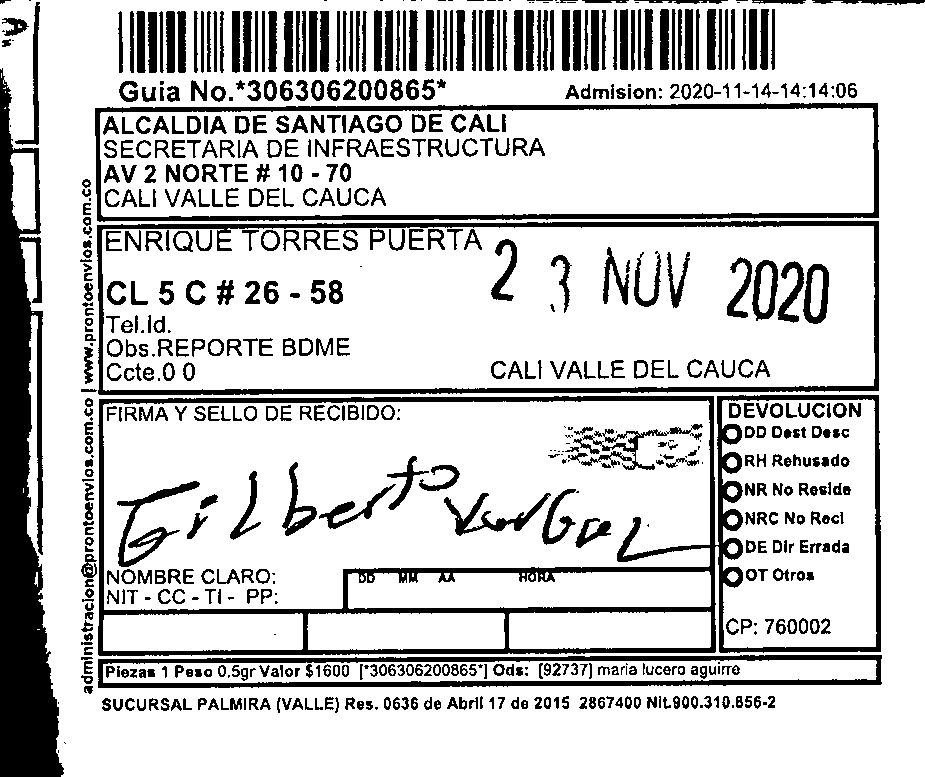 Guia No.*306306200865*
Admision: 2020-11-14-14:14:06
ALCALDIA DE SANTIAGO DE CALI
SECRETARIA DE INFRAESTRUCTURA
AV 2 NORTE # 10 - 70
CALI VALLE DEL CAUCA
ENRIQUE TORRES PUERTA
23 NOV 2020
CL 5 C # 26 - 58
Tel.Id.
Obs.REPORTE BDME
Ccte.0 0
CALI VALLE DEL CAUCA
administracion@prontoenvios.com.co | www.prontoenvios.com.co
FIRMA Y SELLO DE RECIBIDO:
Gilberto
NOMBRE CLARO:
NIT - CC - TI - PP:
DD MM AA HORA
DEVOLUCION
DD Dest Desc
RH Rehusado
NR No Reside
NRC No Reci
DE Dir Errada
OT Otros
CP: 760002
Piezas 1 Peso 0.5gr Valor $1600 [*306306200865*] Ods: [92737] maria lucero aguirre
SUCURSAL PALMIRA (VALLE) Res. 0636 de Abril 17 de 2015 2867400 Nit.900.310.856-2